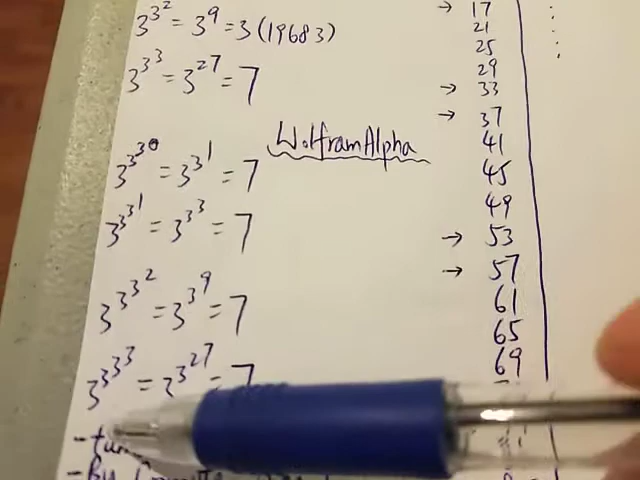 3^3^2 = 3^9 = 3 (19683)
3^3^3 = 3^27 = 7
WolframAlpha
3^3^3^0 = 3^3^1 = 7
3^3^3^1 = 3^3^3 = 7
3^3^3^2 = 3^3^9 = 7
3^3^3^3 = 3^3^27 = 7
- By
→ 17
21
25
29
→ 33
→ 37
41
45
49
→ 53
→ 57
61
65
69